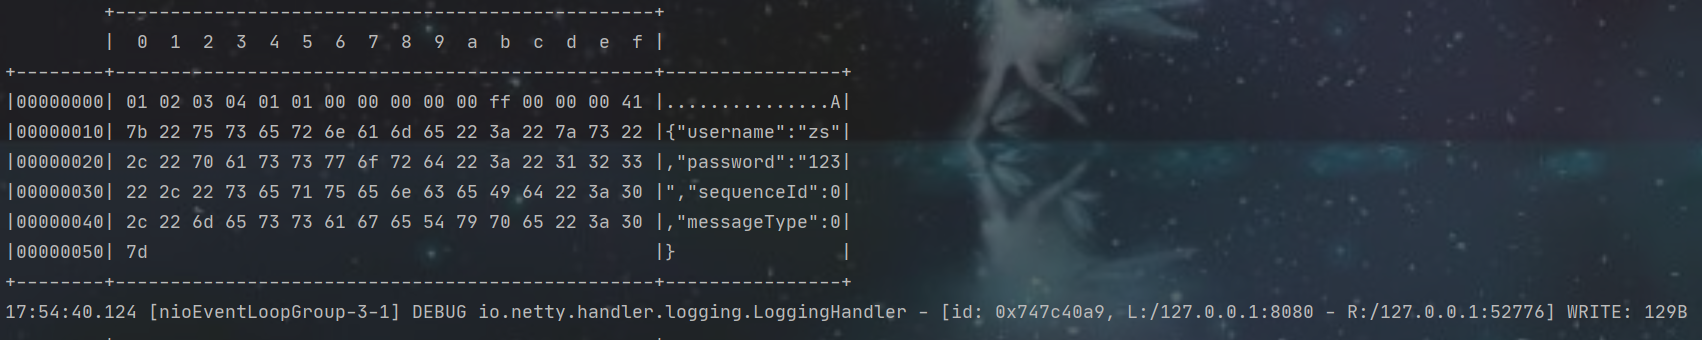 +-------------------------------------------------+
|  0  1  2  3  4  5  6  7  8  9  a  b  c  d  e  f |
+--------+-------------------------------------------------+----------------+
|00000000| 01 02 03 04 01 01 00 00 00 00 00 ff 00 00 00 41 |...............A|
|00000010| 7b 22 75 73 65 72 6e 61 6d 65 22 3a 22 7a 73 22 |{"username":"zs"|
|00000020| 2c 22 70 61 73 73 77 6f 72 64 22 3a 22 31 32 33 |,"password":"123|
|00000030| 22 2c 22 73 65 71 75 65 6e 63 65 49 64 22 3a 30 |","sequenceId":0|
|00000040| 2c 22 6d 65 73 73 61 67 65 54 79 70 65 22 3a 30 |,"messageType":0|
|00000050| 7d                                              |}               |
+--------+-------------------------------------------------+----------------+
17:54:40.124 [nioEventLoopGroup-3-1] DEBUG io.netty.handler.logging.LoggingHandler - [id: 0x747c40a9, L:/127.0.0.1:8080 - R:/127.0.0.1:52776] WRITE: 129B